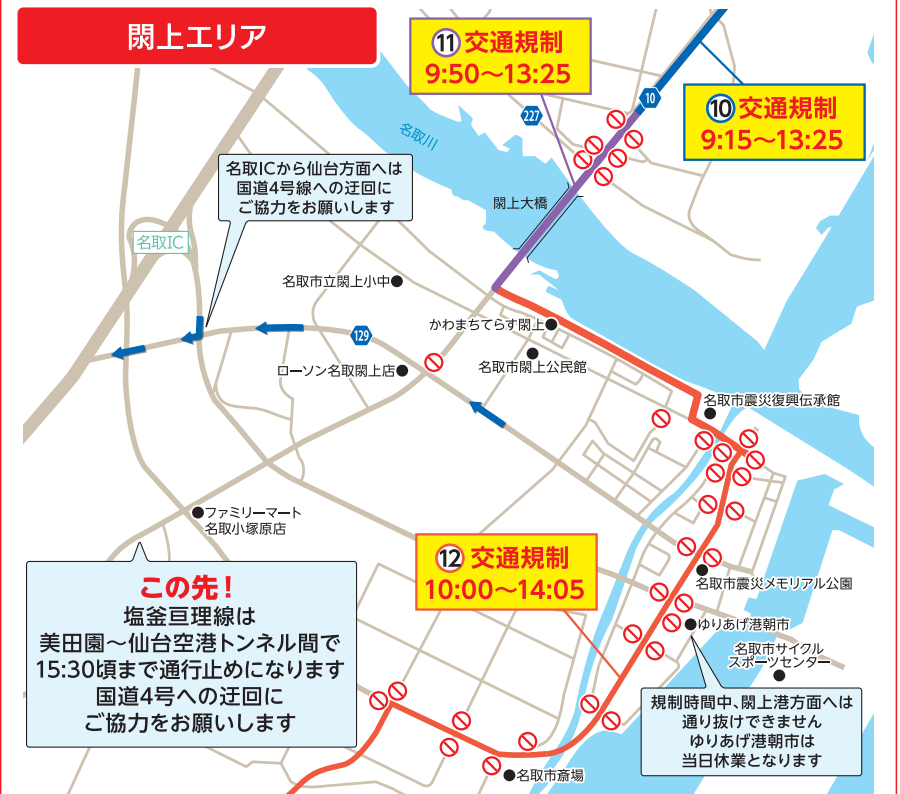 閖上エリア
⑪交通規制
9:50～13:25
10
227
⑩交通規制
9:15～13:25
名取川
名取ICから仙台方面へは
国道4号線への迂回に
ご協力をお願いします
閖上大橋
名取IC
名取市立閖上小中
かわまちてらす閖上
129
名取市閖上公民館
ローソン名取閖上店
名取市震災復興伝承館
ファミリーマート
名取小塚原店
⑫交通規制
10:00～14:05
この先！
塩釜亘理線は
美田園～仙台空港トンネル間で
15:30頃まで通行止めになります
国道4号への迂回に
ご協力をお願いします
名取市震災メモリアル公園
ゆりあげ港朝市
名取市サイクル
スポーツセンター
規制時間中、閖上港方面へは
通り抜けできません
ゆりあげ港朝市は
当日休業となります
名取市斎場